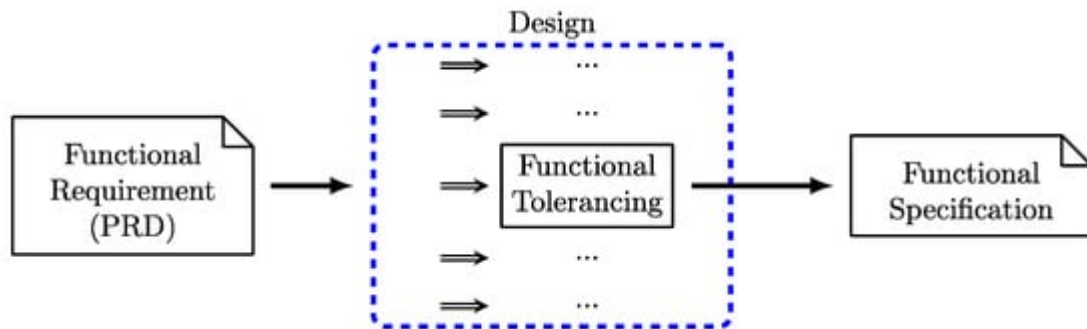 Design
...
...
Functional
Requirement
(PRD)
Functional
Tolerancing
Functional
Specification
...
...